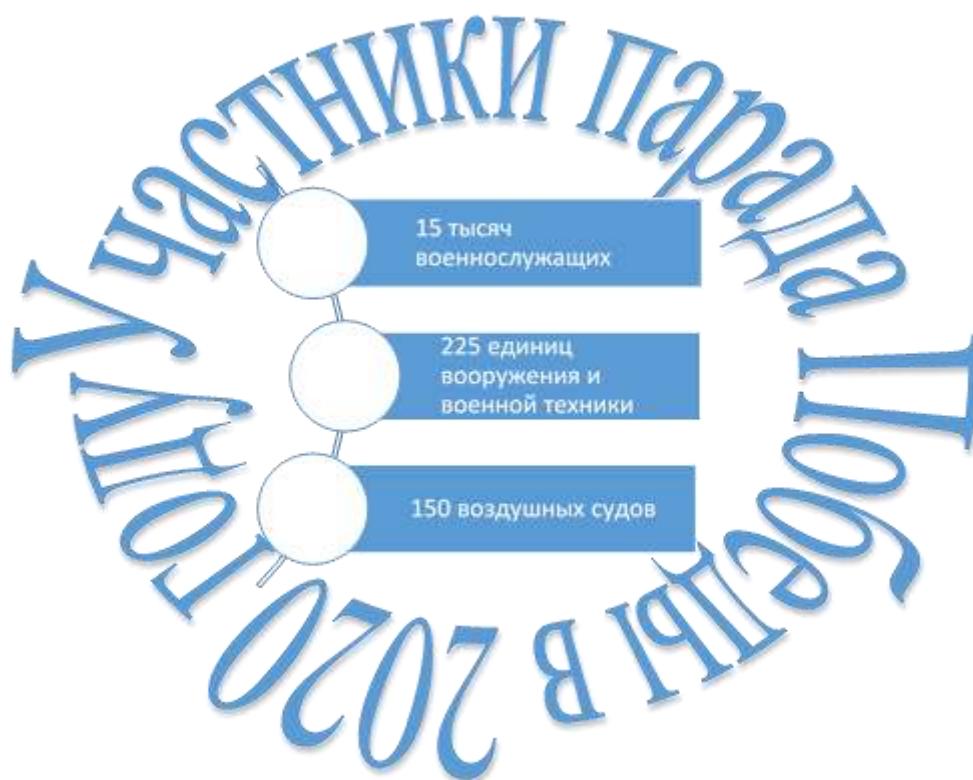 Участники парада Победы в 2020 году
15 тысяч
военнослужащих
225 единиц
вооружения и
военной техники
150 воздушных судов